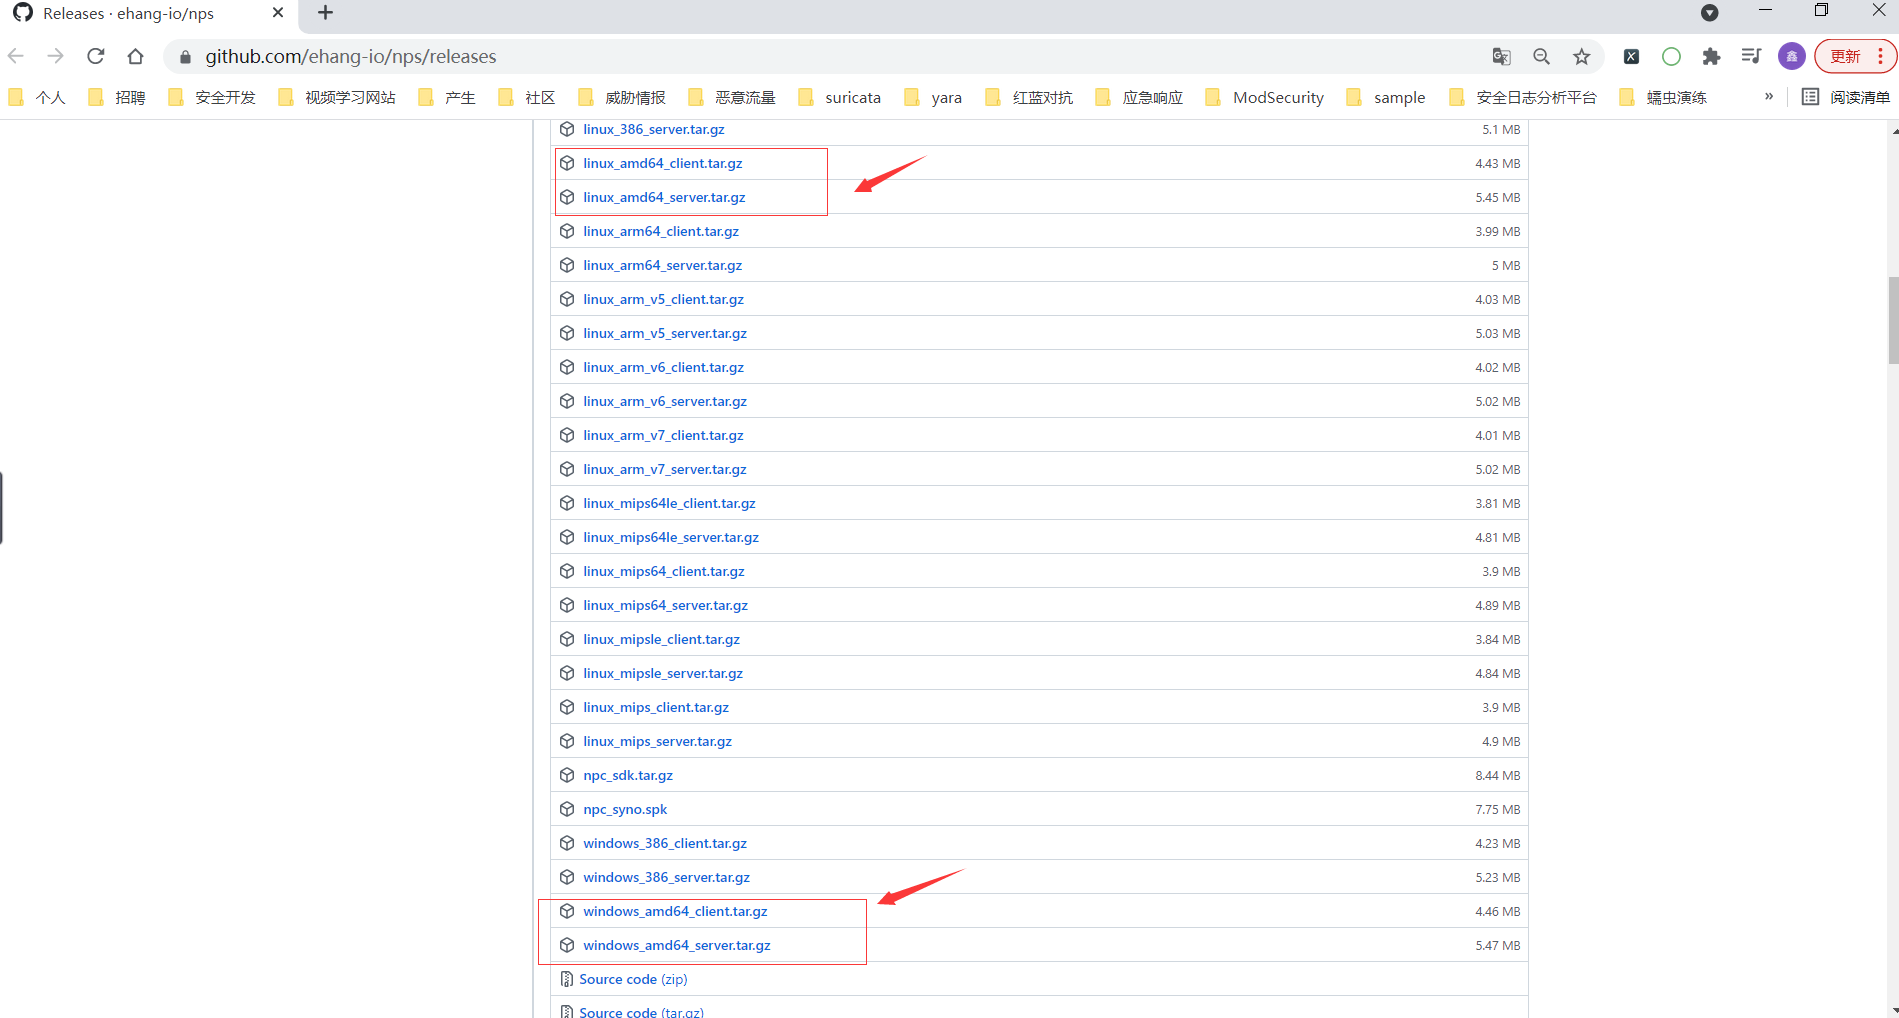 Releases · ehang-io/nps
github.com/ehang-io/nps/releases
鑫
更新
个人 招聘 安全开发 视频学习网站 产生 社区 威胁情报 恶意流量 suricata yara 红蓝对抗 应急响应 ModSecurity sample 安全日志分析平台 蠕虫演练 » 阅读清单
linux_386_server.tar.gz 5.1 MB
linux_amd64_client.tar.gz 4.43 MB
linux_amd64_server.tar.gz 5.45 MB
linux_arm64_client.tar.gz 3.99 MB
linux_arm64_server.tar.gz 5 MB
linux_arm_v5_client.tar.gz 4.03 MB
linux_arm_v5_server.tar.gz 5.03 MB
linux_arm_v6_client.tar.gz 4.02 MB
linux_arm_v6_server.tar.gz 5.02 MB
linux_arm_v7_client.tar.gz 4.01 MB
linux_arm_v7_server.tar.gz 5.02 MB
linux_mips64le_client.tar.gz 3.81 MB
linux_mips64le_server.tar.gz 4.81 MB
linux_mips64_client.tar.gz 3.9 MB
linux_mips64_server.tar.gz 4.89 MB
linux_mipsle_client.tar.gz 3.84 MB
linux_mipsle_server.tar.gz 4.84 MB
linux_mips_client.tar.gz 3.9 MB
linux_mips_server.tar.gz 4.9 MB
npc_sdk.tar.gz 8.44 MB
npc_syno.spk 7.75 MB
windows_386_client.tar.gz 4.23 MB
windows_386_server.tar.gz 5.23 MB
windows_amd64_client.tar.gz 4.46 MB
windows_amd64_server.tar.gz 5.47 MB
Source code (zip)
Source code (tar.gz)